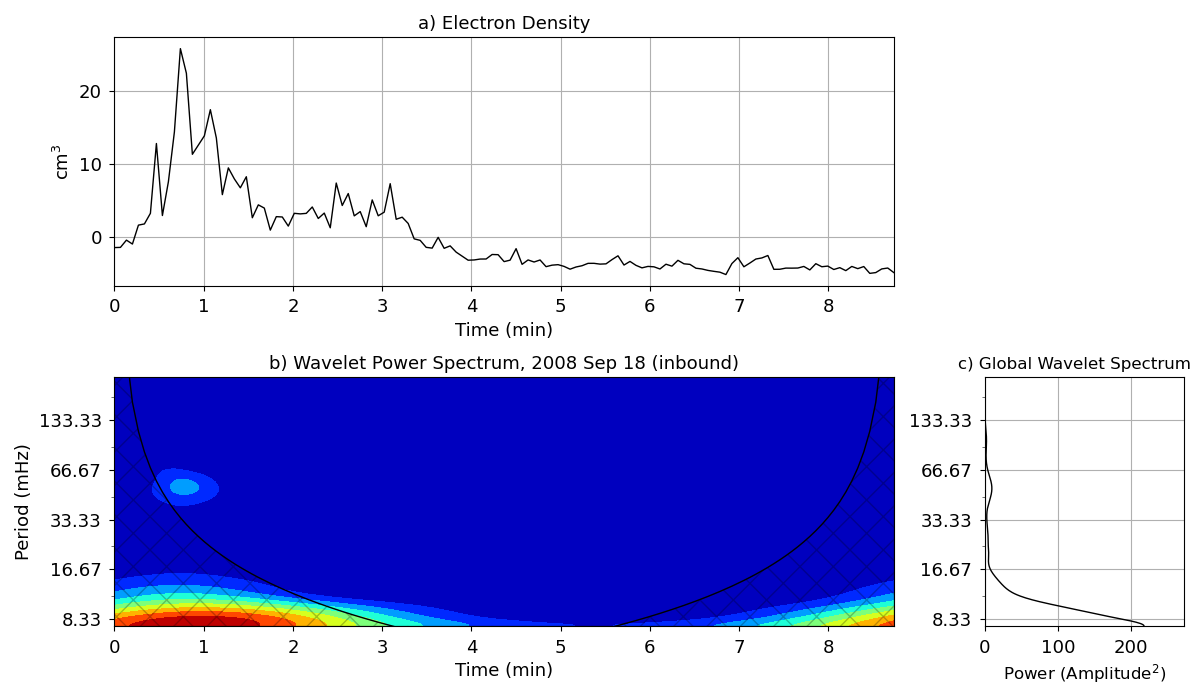 a) Electron Density
20
10
0
cm³
0 1 2 3 4 5 6 7 8
Time (min)
b) Wavelet Power Spectrum, 2008 Sep 18 (inbound)
133.33
66.67
33.33
16.67
8.33
Period (mHz)
0 1 2 3 4 5 6 7 8
Time (min)
c) Global Wavelet Spectrum
133.33
66.67
33.33
16.67
8.33
0 100 200
Power (Amplitude²)